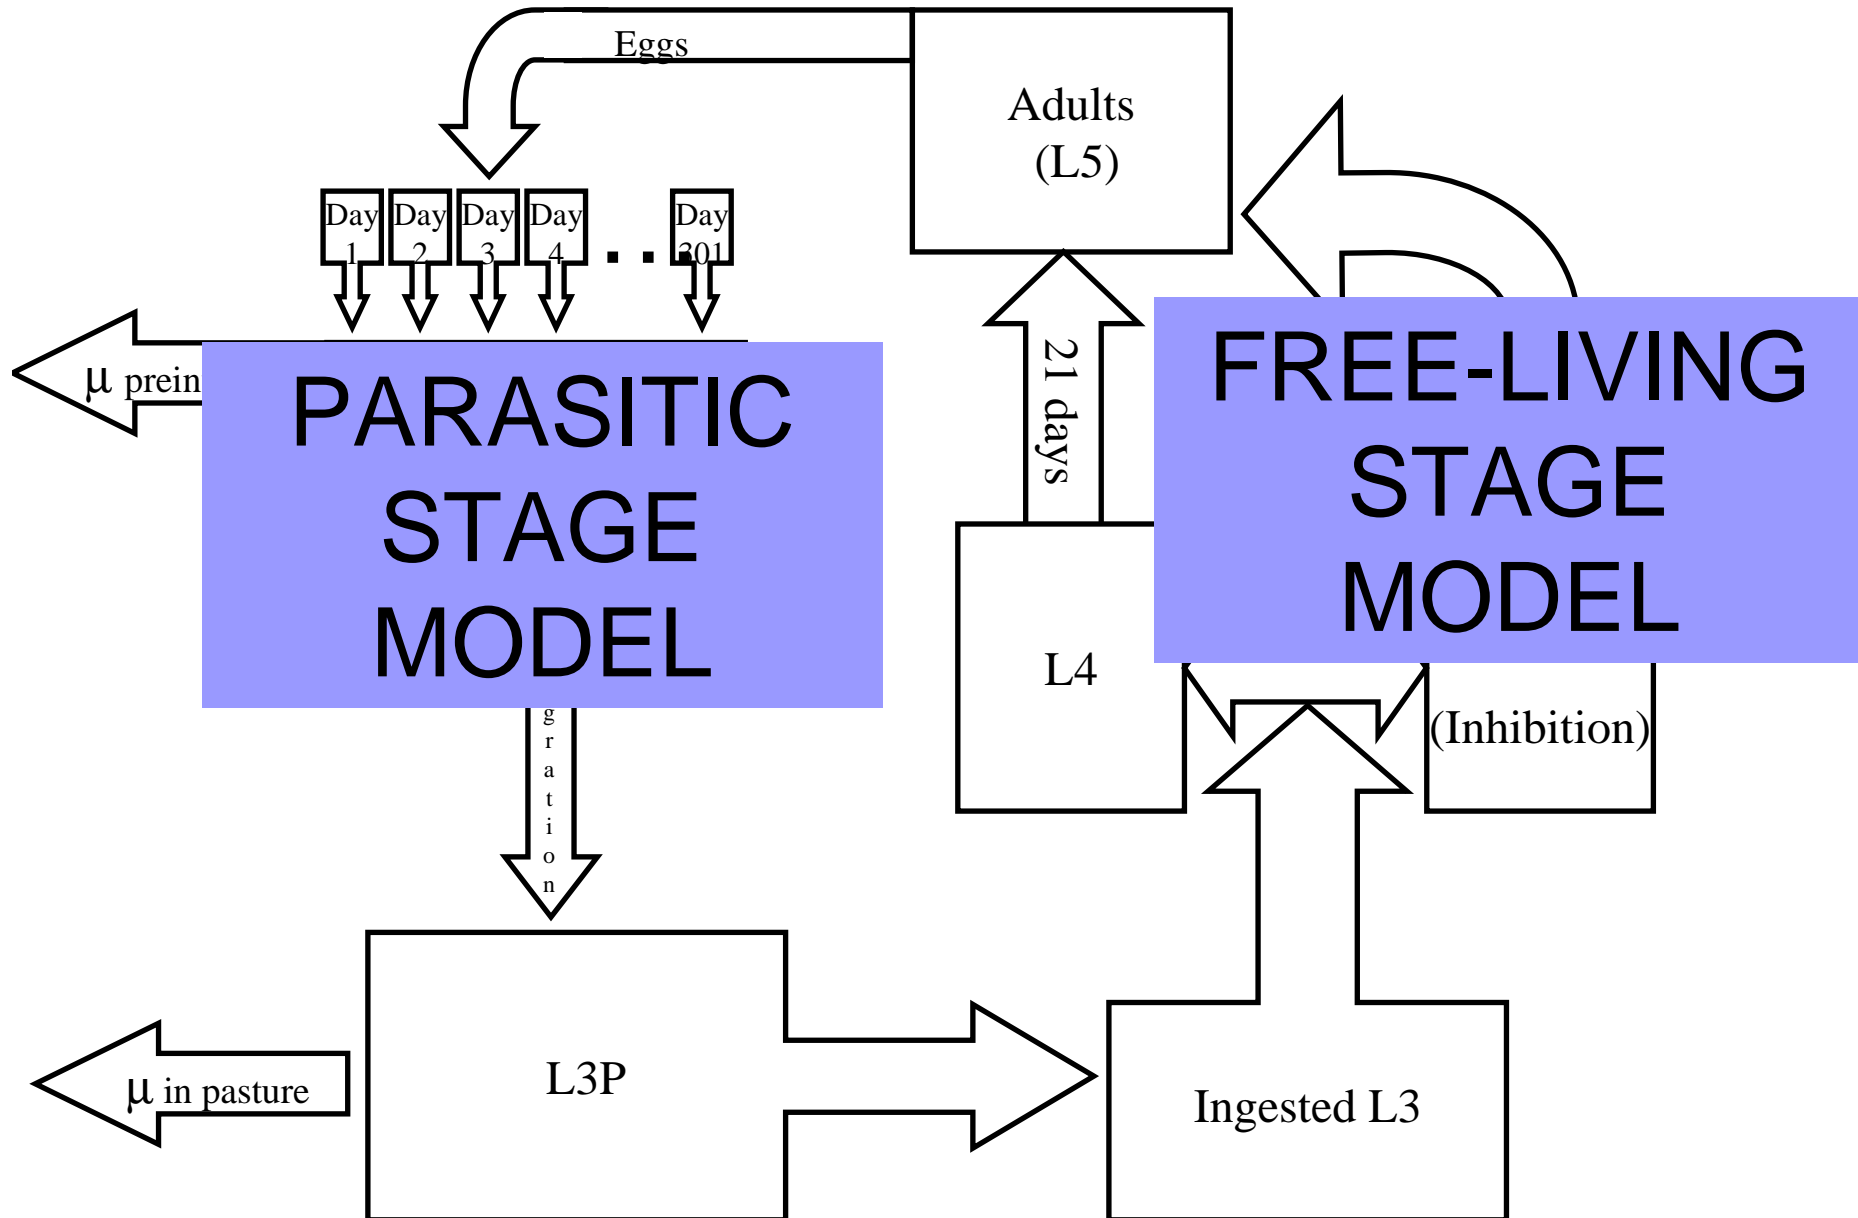 Eggs
Adults
(L5)
Day
1
Day
2
Day
3
Day
4
. . .
Day
301
µ prein
PARASITIC
STAGE
MODEL
21 days
FREE-LIVING
STAGE
MODEL
L4
(Inhibition)
gration
L3P
µ in pasture
Ingested L3